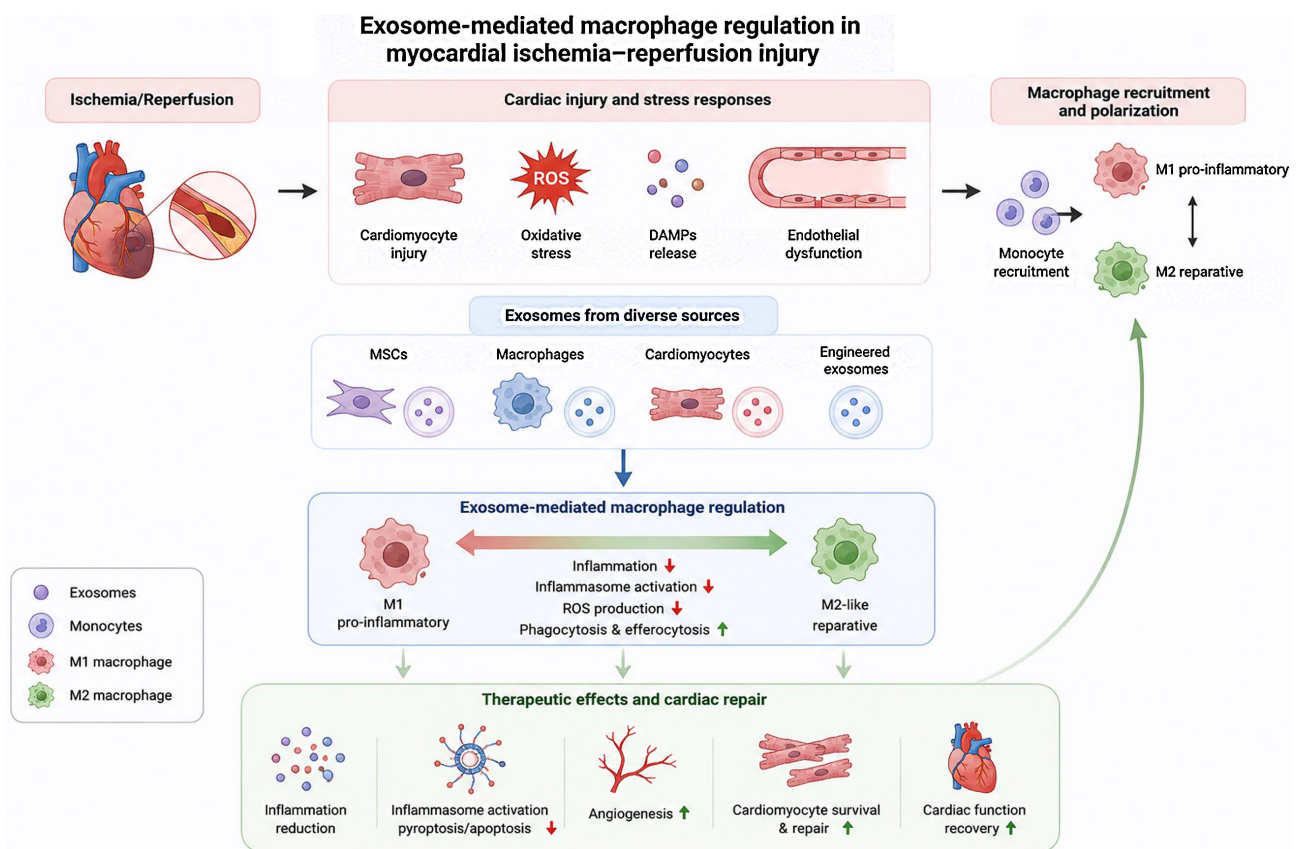 Exosome-mediated macrophage regulation in
myocardial ischemia–reperfusion injury
Ischemia/Reperfusion
Cardiac injury and stress responses
ROS
Cardiomyocyte
injury
Oxidative
stress
DAMPs
release
Endothelial
dysfunction
Macrophage recruitment
and polarization
M1 pro-inflammatory
Monocyte
recruitment
M2 reparative
Exosomes from diverse sources
MSCs
Macrophages
Cardiomyocytes
Engineered
exosomes
Exosome-mediated macrophage regulation
M1
pro-inflammatory
Inflammation ↓
Inflammasome activation ↓
ROS production ↓
Phagocytosis & efferocytosis ↑
M2-like
reparative
Exosomes
Monocytes
M1 macrophage
M2 macrophage
Therapeutic effects and cardiac repair
Inflammation
reduction
Inflammasome activation
pyroptosis/apoptosis ↓
Angiogenesis ↑
Cardiomyocyte survival
& repair ↑
Cardiac function
recovery ↑